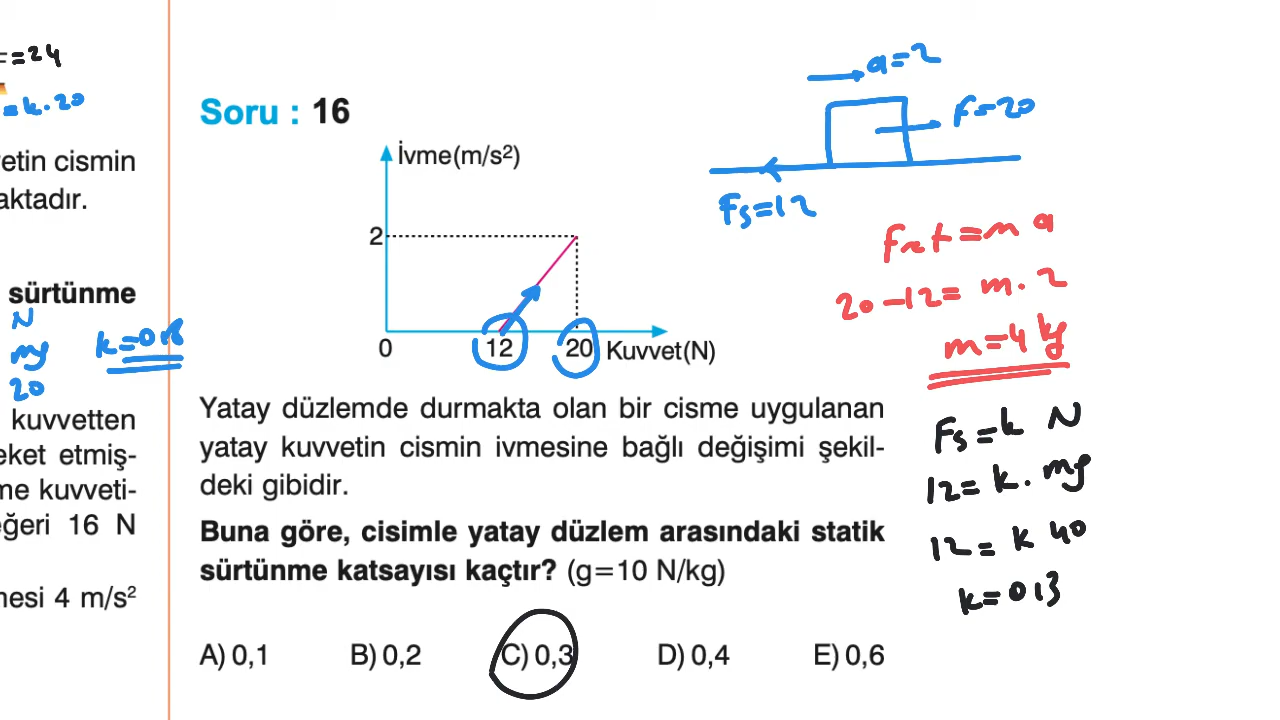 = =24
= k.20
etin cismin
aktadır.
sürtünme
N
mg
20
k=0,8
kuvvetten
eket etmiş-
me kuvveti-
ğeri 16 N
nesi 4 m/s²
Soru : 16
İvme(m/s²)
2
0
12
20
Kuvvet(N)
Yatay düzlemde durmakta olan bir cisme uygulanan
yatay kuvvetin cismin ivmesine bağlı değişimi şekil-
deki gibidir.
Buna göre, cisimle yatay düzlem arasındaki statik
sürtünme katsayısı kaçtır? (g=10 N/kg)
A) 0,1 B) 0,2 C) 0,3 D) 0,4 E) 0,6
a=2
F=20
Fs=12
Fnet=m a
20-12= m.2
m=4 kg
Fs=k N
12= k. mg
12= k 40
k=0,3